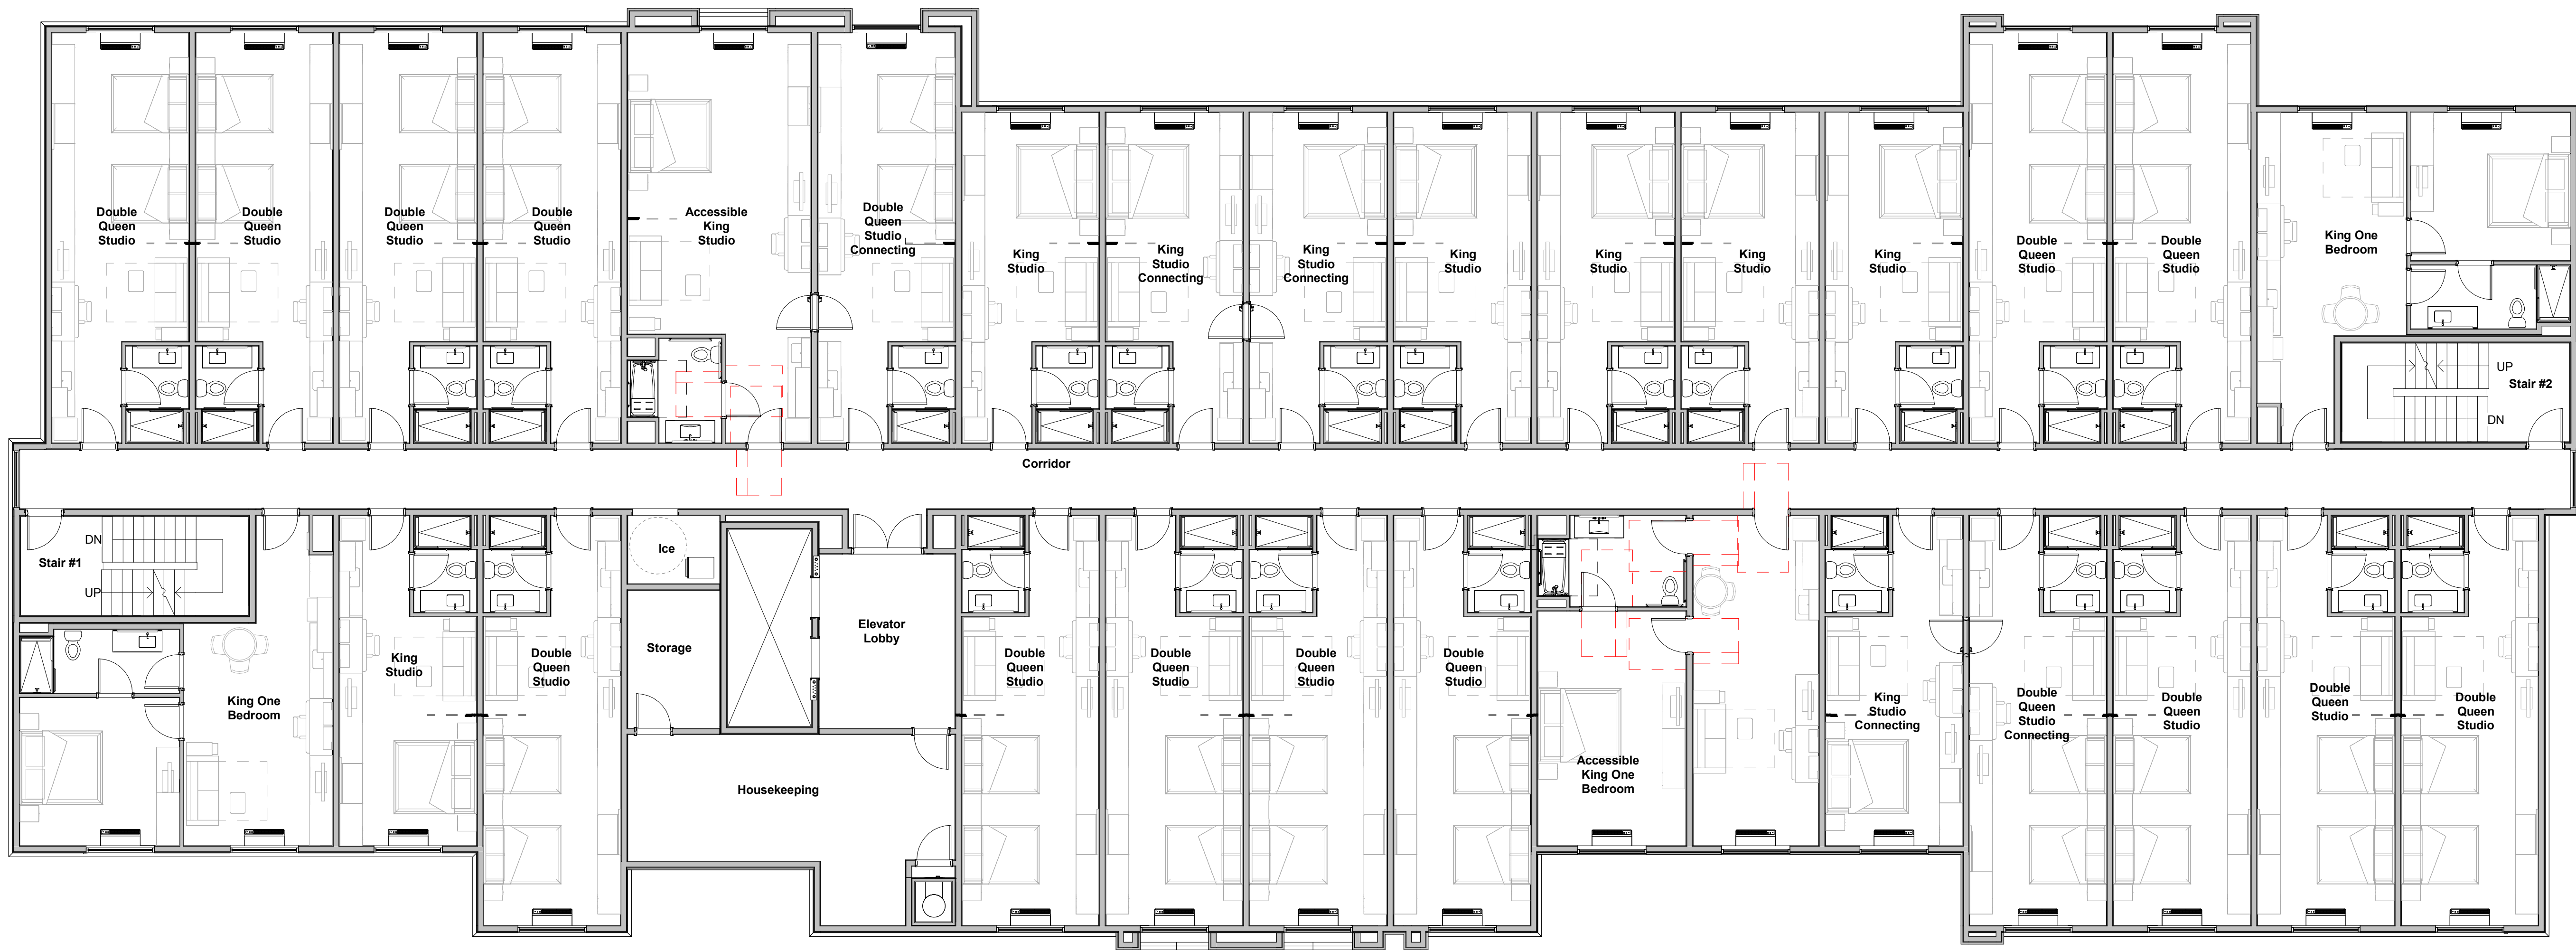 Double
Queen
Studio
Double
Queen
Studio
Double
Queen
Studio
Double
Queen
Studio
Accessible
King
Studio
Double
Queen
Studio
Connecting
King
Studio
King
Studio
Connecting
King
Studio
Connecting
King
Studio
King
Studio
King
Studio
King
Studio
Double
Queen
Studio
Double
Queen
Studio
King One
Bedroom
UP
Stair #2
DN
Corridor
DN
Stair #1
UP
King One
Bedroom
King
Studio
Double
Queen
Studio
Ice
Storage
Elevator
Lobby
Housekeeping
Double
Queen
Studio
Double
Queen
Studio
Double
Queen
Studio
Double
Queen
Studio
Accessible
King One
Bedroom
King
Studio
Connecting
Double
Queen
Studio
Connecting
Double
Queen
Studio
Double
Queen
Studio
Double
Queen
Studio